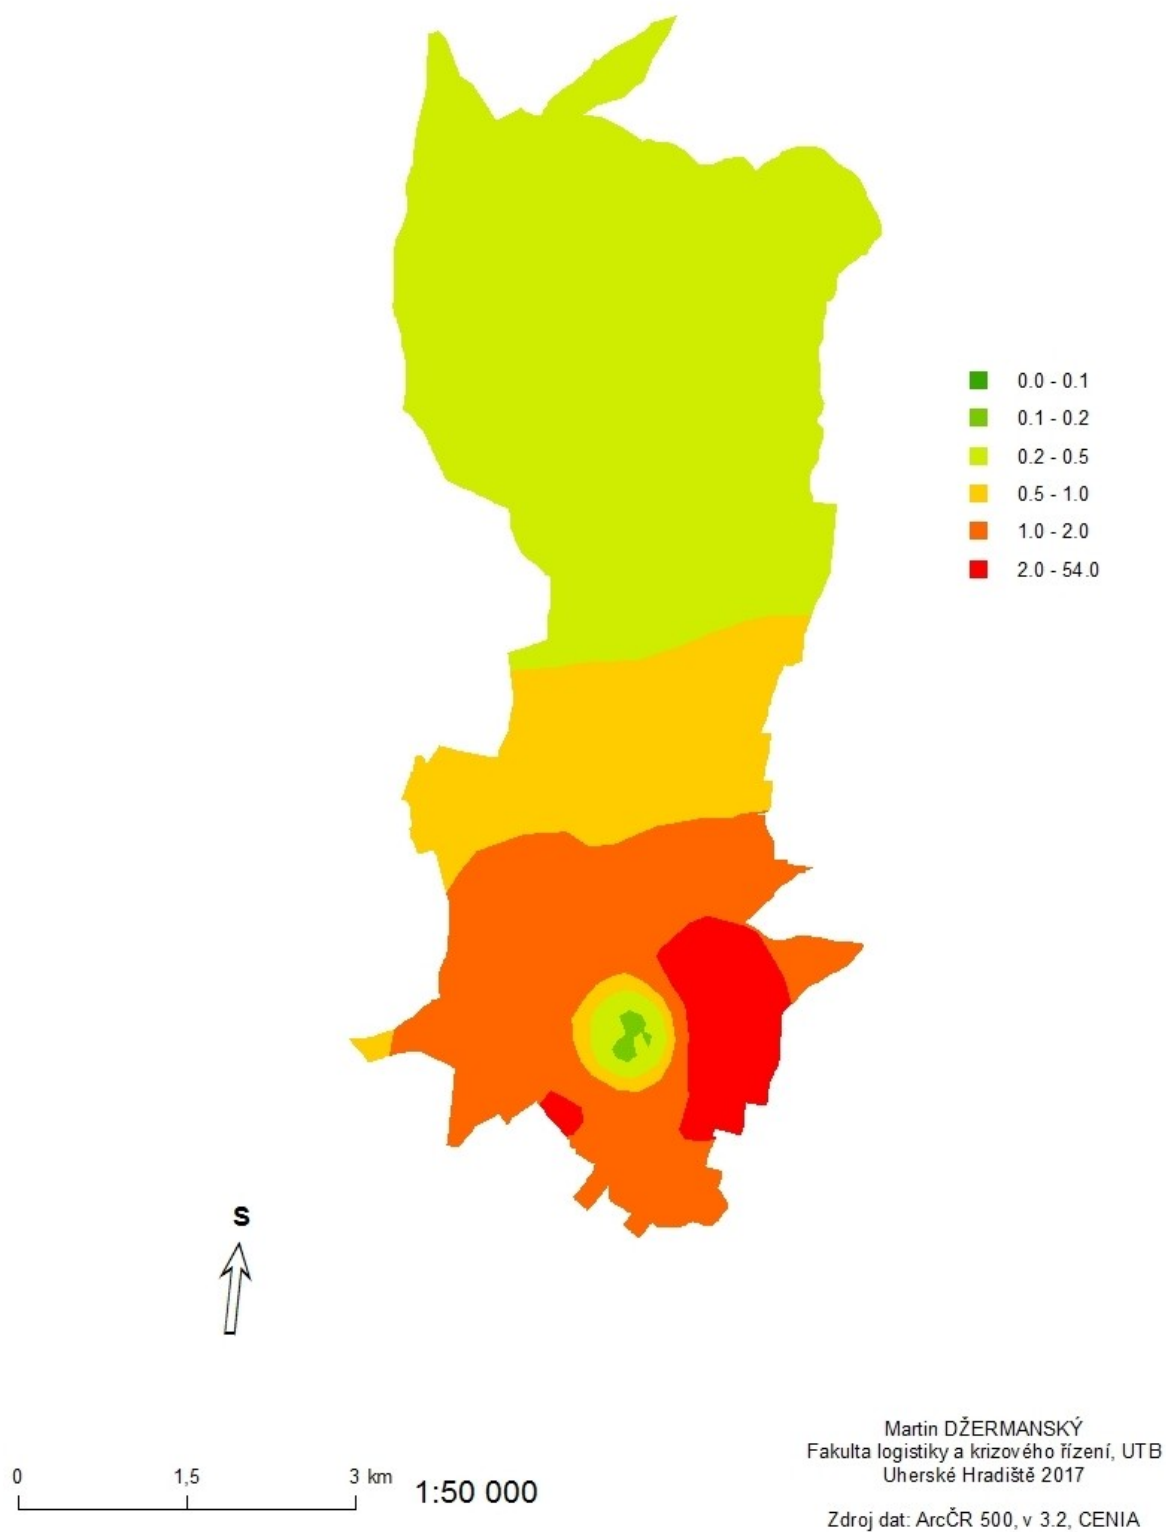 0.0 - 0.1
0.1 - 0.2
0.2 - 0.5
0.5 - 1.0
1.0 - 2.0
2.0 - 54.0
S
0 1,5 3 km
1:50 000
Martin DŽERMANSKÝ
Fakulta logistiky a krizového řízení, UTB
Uherské Hradiště 2017
Zdroj dat: ArcČR 500, v 3.2, CENIA